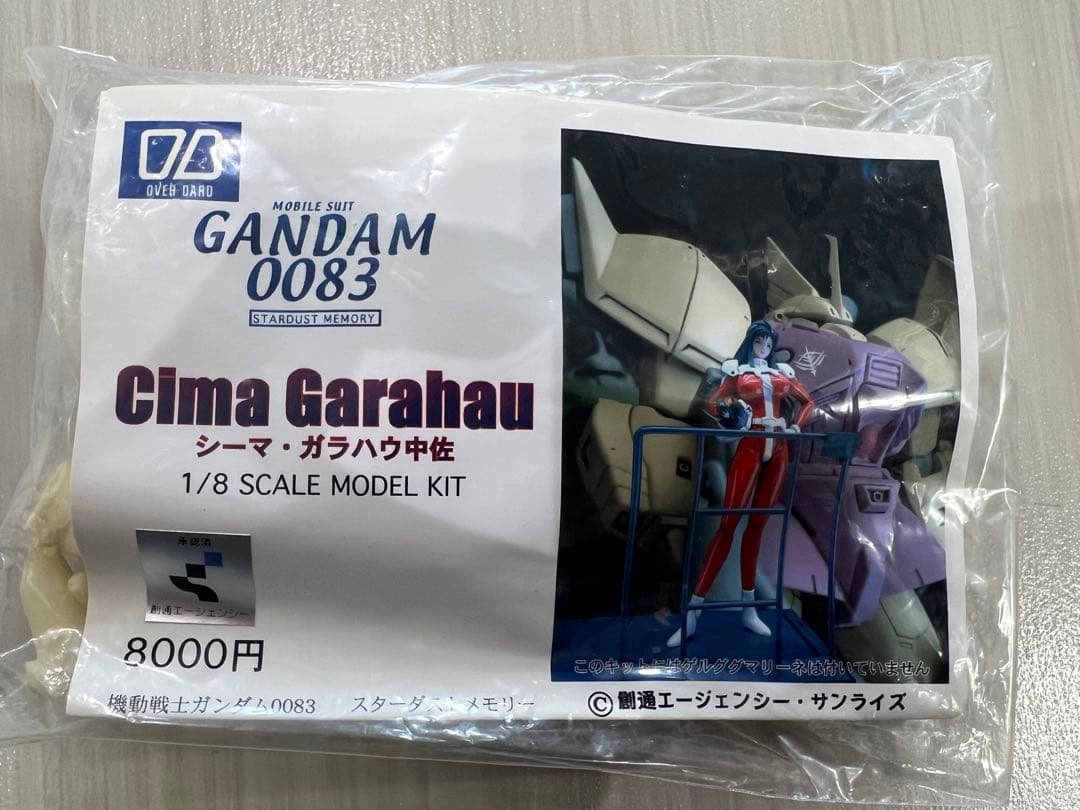 OVER DARD
MOBILE SUIT
GANDAM
0083
STARDUST MEMORY
Cima Garahau
シーマ・ガラハウ中佐
1/8 SCALE MODEL KIT
承認済
創通エージェンシー
8000円
機動戦士ガンダム0083 スターダストメモリー
このキットにはゲルググマリーネは付いていません
©創通エージェンシー・サンライズ